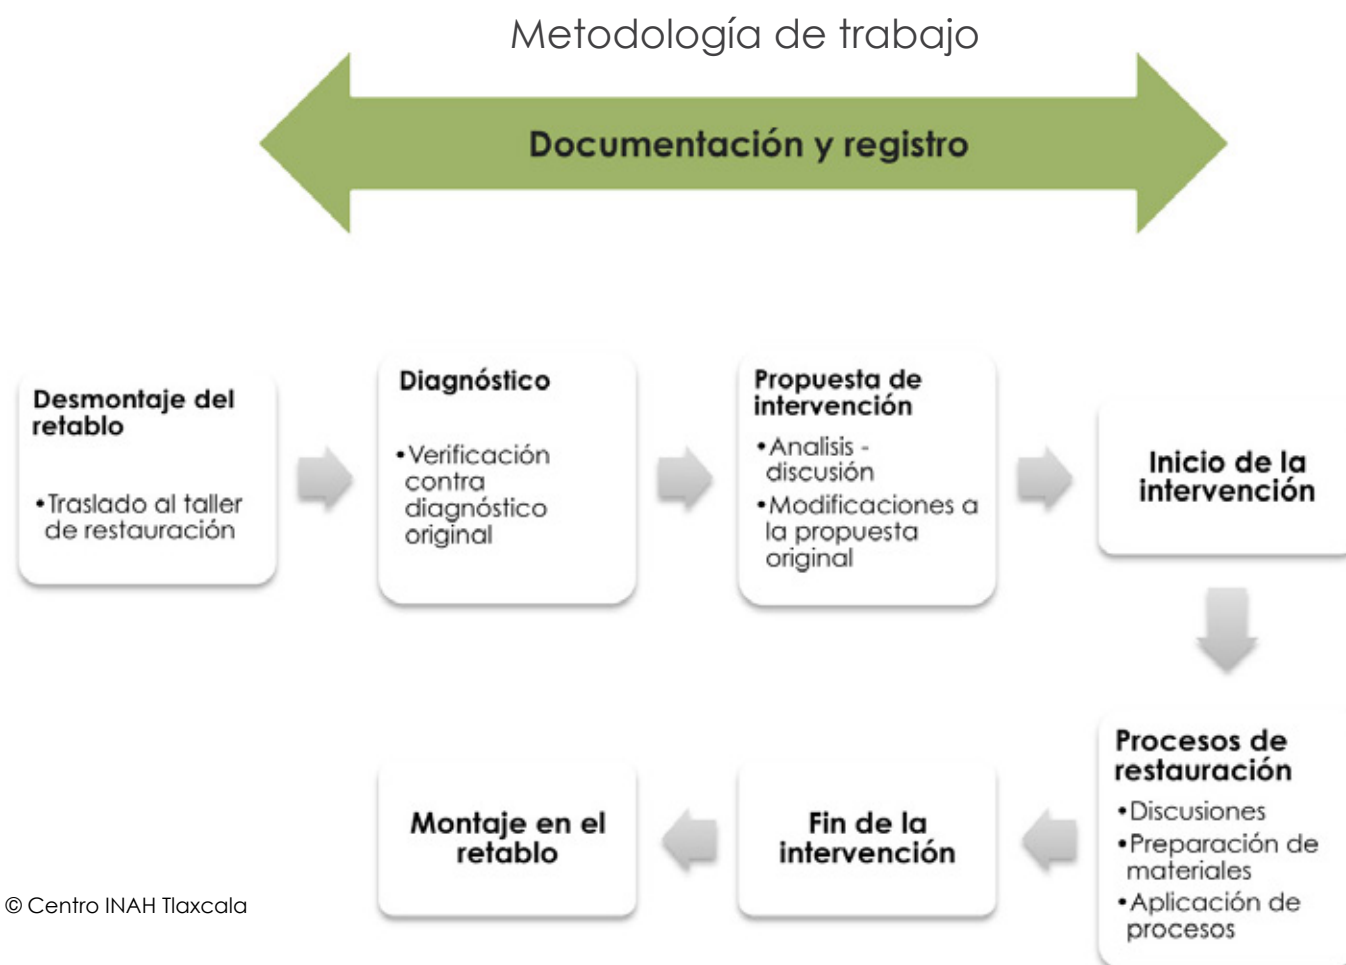 Metodología de trabajo
Documentación y registro
Desmontaje del
retablo
•Traslado al taller
de restauración
Diagnóstico
•Verificación
contra
diagnóstico
original
Propuesta de
intervención
•Analisis -
discusión
•Modificaciones a
la propuesta
original
Inicio de la
intervención
Procesos de
restauración
•Discusiones
•Preparación de
materiales
•Aplicación de
procesos
Fin de la
intervención
Montaje en el
retablo
© Centro INAH Tlaxcala